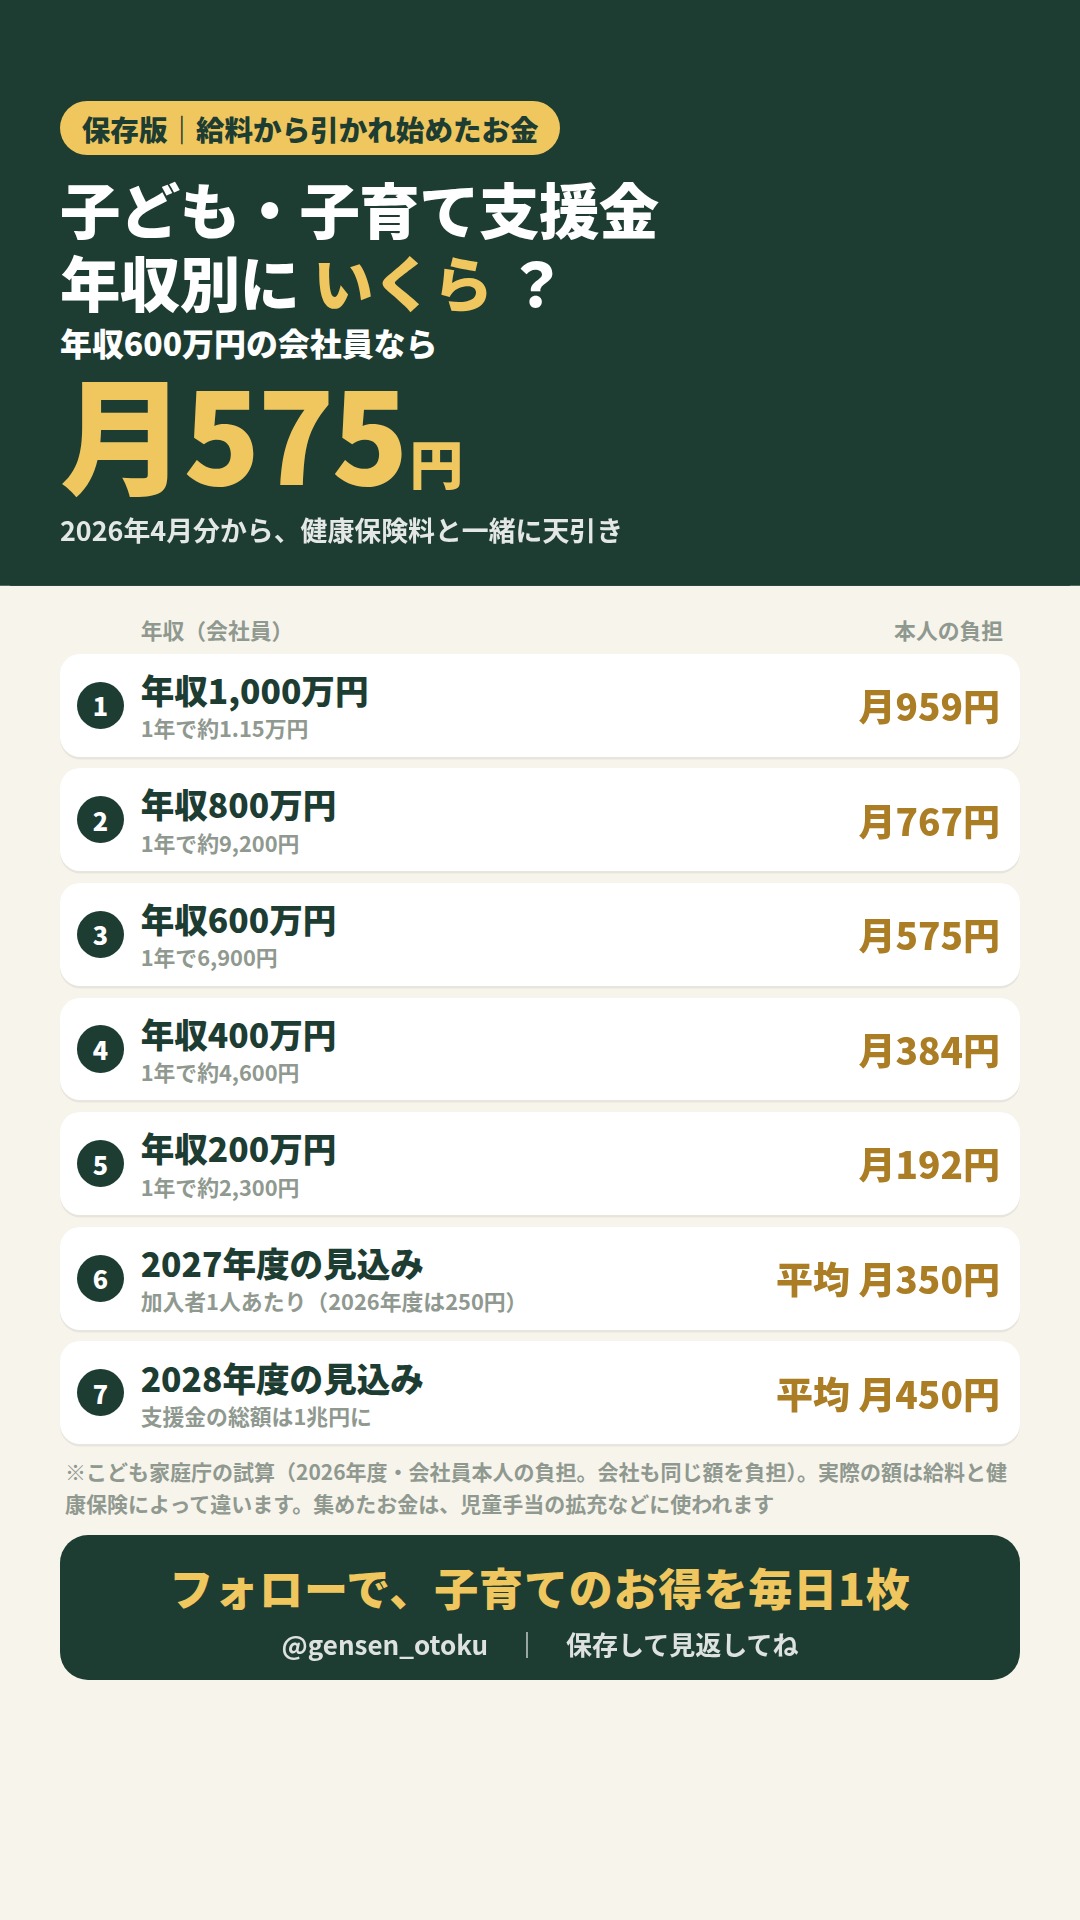 保存版｜給料から引かれ始めたお金
子ども・子育て支援金
年収別に いくら ？
年収600万円の会社員なら
月575円
2026年4月分から、健康保険料と一緒に天引き
年収（会社員） 本人の負担
1 年収1,000万円 月959円
1年で約1.15万円
2 年収800万円 月767円
1年で約9,200円
3 年収600万円 月575円
1年で6,900円
4 年収400万円 月384円
1年で約4,600円
5 年収200万円 月192円
1年で約2,300円
6 2027年度の見込み 平均 月350円
加入者1人あたり（2026年度は250円）
7 2028年度の見込み 平均 月450円
支援金の総額は1兆円に
※こども家庭庁の試算（2026年度・会社員本人の負担。会社も同じ額を負担）。実際の額は給料と健
康保険によって違います。集めたお金は、児童手当の拡充などに使われます
フォローで、子育てのお得を毎日1枚
@gensen_otoku ｜ 保存して見返してね